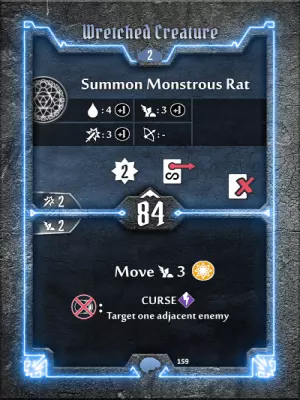 Wretched Creature
2
Summon Monstrous Rat
: 4 +1 : 3 +1
: 3 +1 : -
2
2
84
2
Move 3
: CURSE
Target one adjacent enemy
159